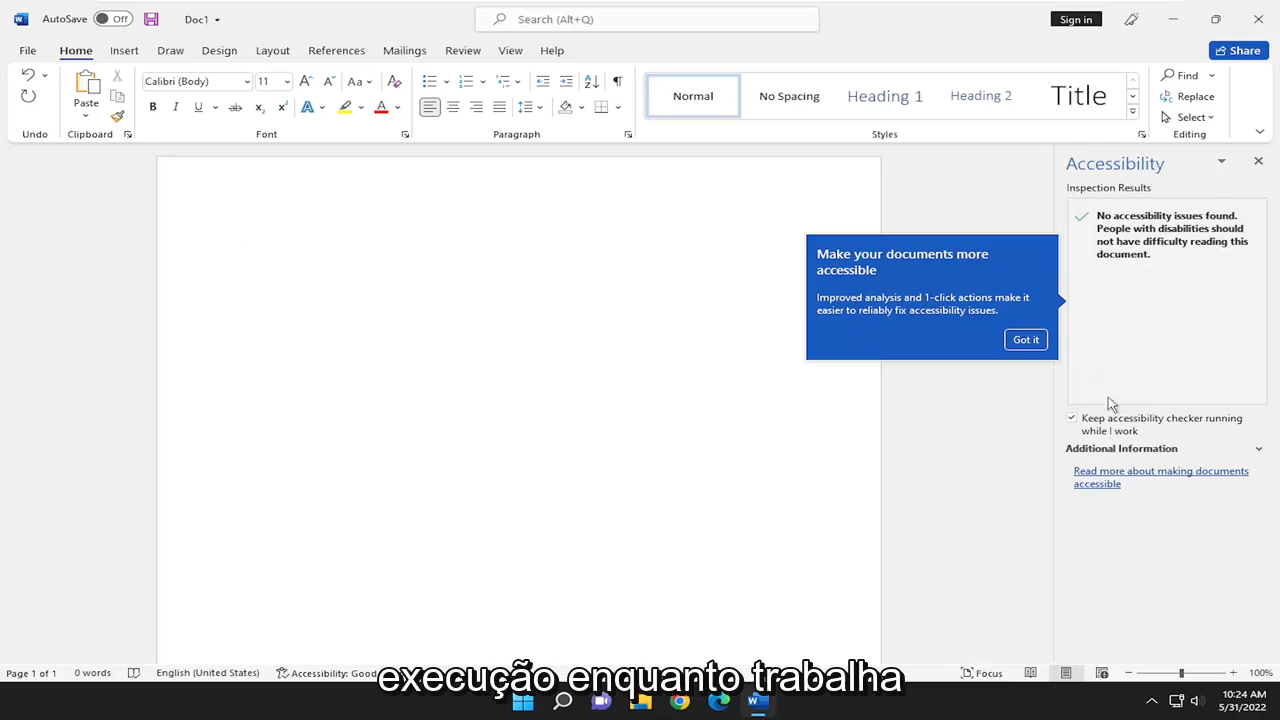 AutoSave Off Doc1 Search (Alt+Q) Sign in
File Home Insert Draw Design Layout References Mailings Review View Help Share
Calibri (Body) 11 Aa Normal No Spacing Heading 1 Heading 2 Title Find
Paste Replace
B I U ab x₂ x² A A Select
Undo Clipboard Font Paragraph Styles Editing
Accessibility
Inspection Results
No accessibility issues found.
People with disabilities should
not have difficulty reading this
document.
Make your documents more
accessible
Improved analysis and 1-click actions make it
easier to reliably fix accessibility issues.
Got it
Keep accessibility checker running
while I work
Additional Information
Read more about making documents
accessible
Page 1 of 1 0 words English (United States) Accessibility: Good Focus 100%
execução enquanto trabalha
10:24 AM
5/31/2022